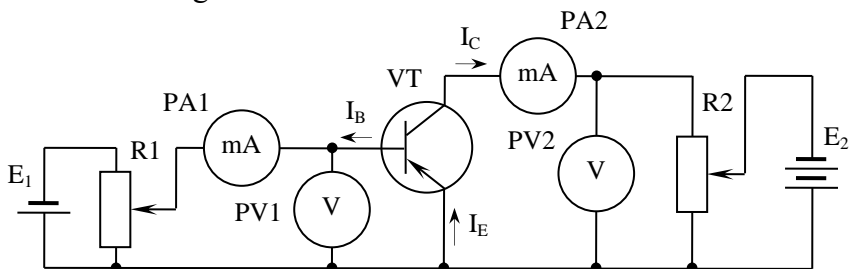 PA2
I_C
VT
mA
PA1
I_B
R2
R1
mA
PV2
E_2
E_1
V
PV1
V
I_E